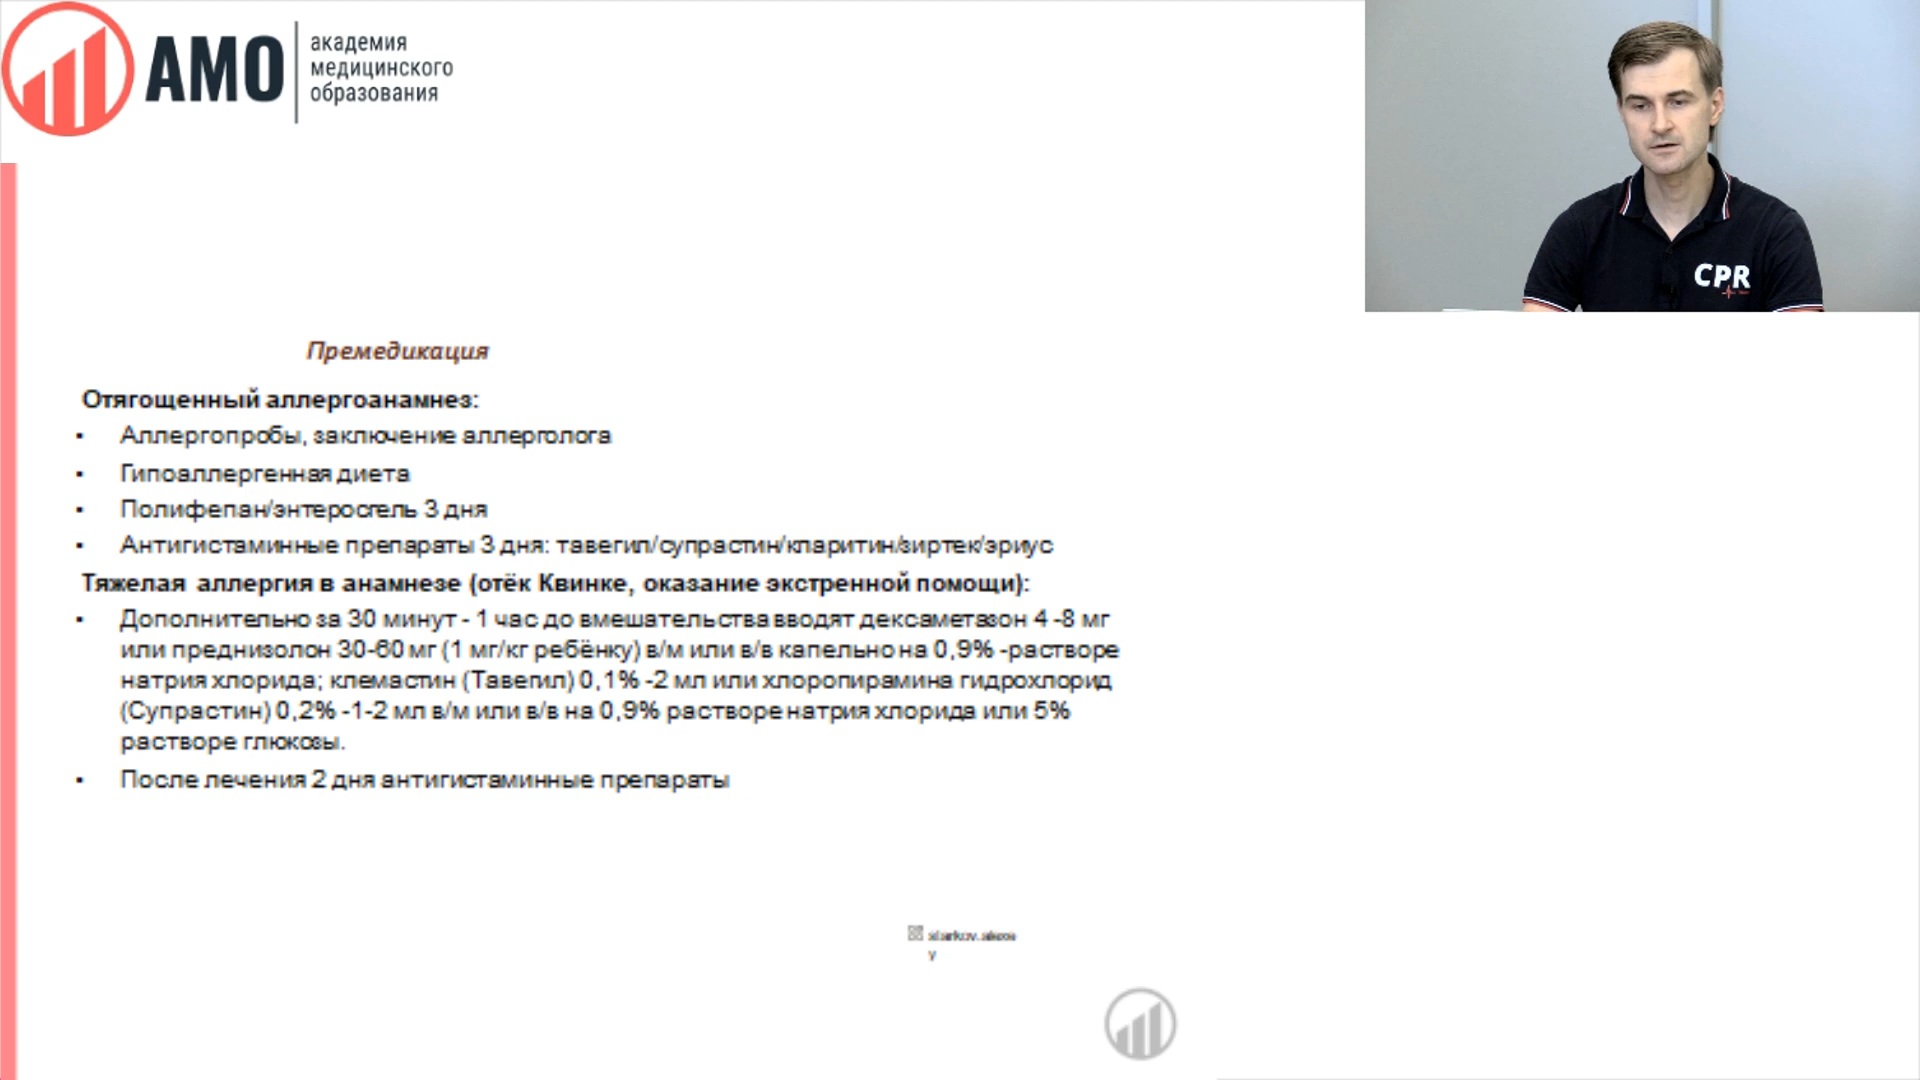 АМО
академия
медицинского
образования
CPR
Премедикация
Отягощенный аллергоанамнез:
▪ Аллергопробы, заключение аллерголога
▪ Гипоаллергенная диета
▪ Полифепан/энтеросгель 3 дня
▪ Антигистаминные препараты 3 дня: тавегил/супрастин/кларитин/зиртек/эриус
Тяжелая аллергия в анамнезе (отёк Квинке, оказание экстренной помощи):
▪ Дополнительно за 30 минут - 1 час до вмешательства вводят дексаметазон 4 -8 мг
или преднизолон 30-60 мг (1 мг/кг ребёнку) в/м или в/в капельно на 0,9% -растворе
натрия хлорида; клемастин (Тавегил) 0,1% -2 мл или хлоропирамина гидрохлорид
(Супрастин) 0,2% -1-2 мл в/м или в/в на 0,9% растворе натрия хлорида или 5%
растворе глюкозы.
▪ После лечения 2 дня антигистаминные препараты
starkov.alexe
y